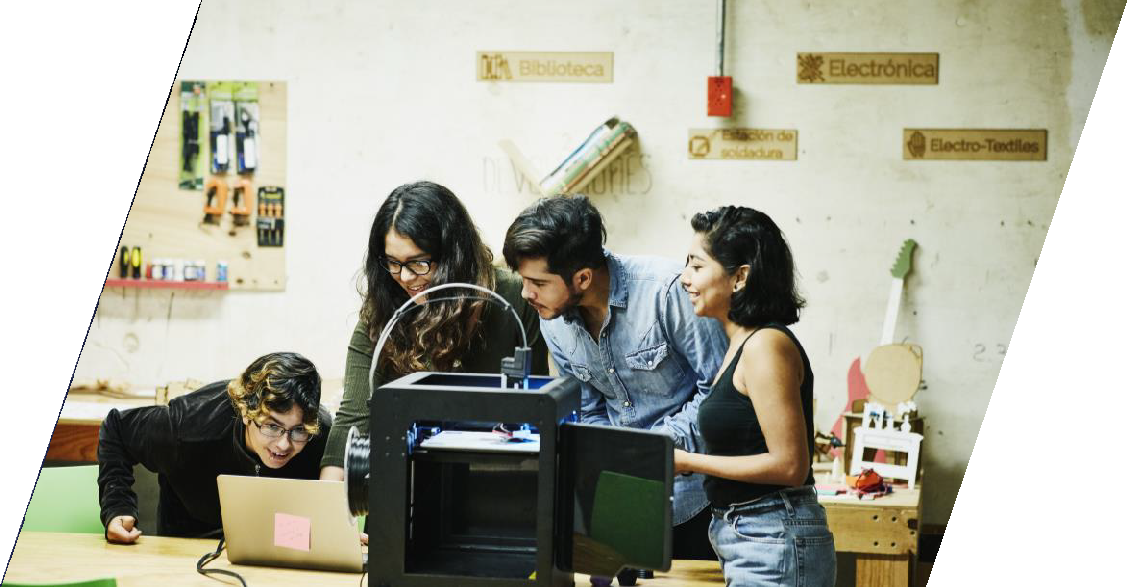 Biblioteca
Electrónica
Estación de
soldadura
Electro-Textiles